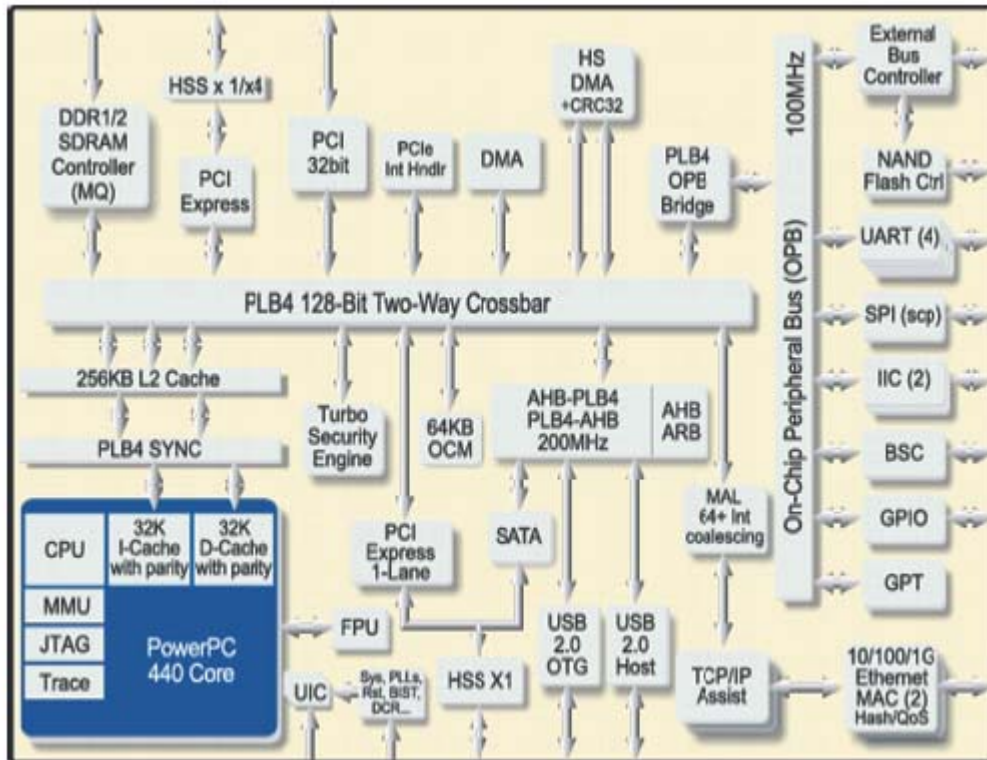 HSS x 1/x4
DDR1/2
SDRAM
Controller
(MQ)
PCI
Express
PCI
32bit
PCIe
Int Hndlr
DMA
HS
DMA
+CRC32
PLB4
OPB
Bridge
100MHz
On-Chip Peripheral Bus (OPB)
External
Bus
Controller
NAND
Flash Ctrl
UART (4)
SPI (scp)
IIC (2)
BSC
GPIO
GPT
PLB4 128-Bit Two-Way Crossbar
256KB L2 Cache
PLB4 SYNC
Turbo
Security
Engine
64KB
OCM
AHB-PLB4
PLB4-AHB
200MHz
AHB
ARB
MAL
64+ Int
coalescing
PCI
Express
1-Lane
SATA
CPU
32K
I-Cache
with parity
32K
D-Cache
with parity
MMU
JTAG
Trace
PowerPC
440 Core
FPU
UIC
Sys, PLLs,
Rst, BIST,
DCR...
HSS X1
USB
2.0
OTG
USB
2.0
Host
TCP/IP
Assist
10/100/1G
Ethernet
MAC (2)
Hash/QoS